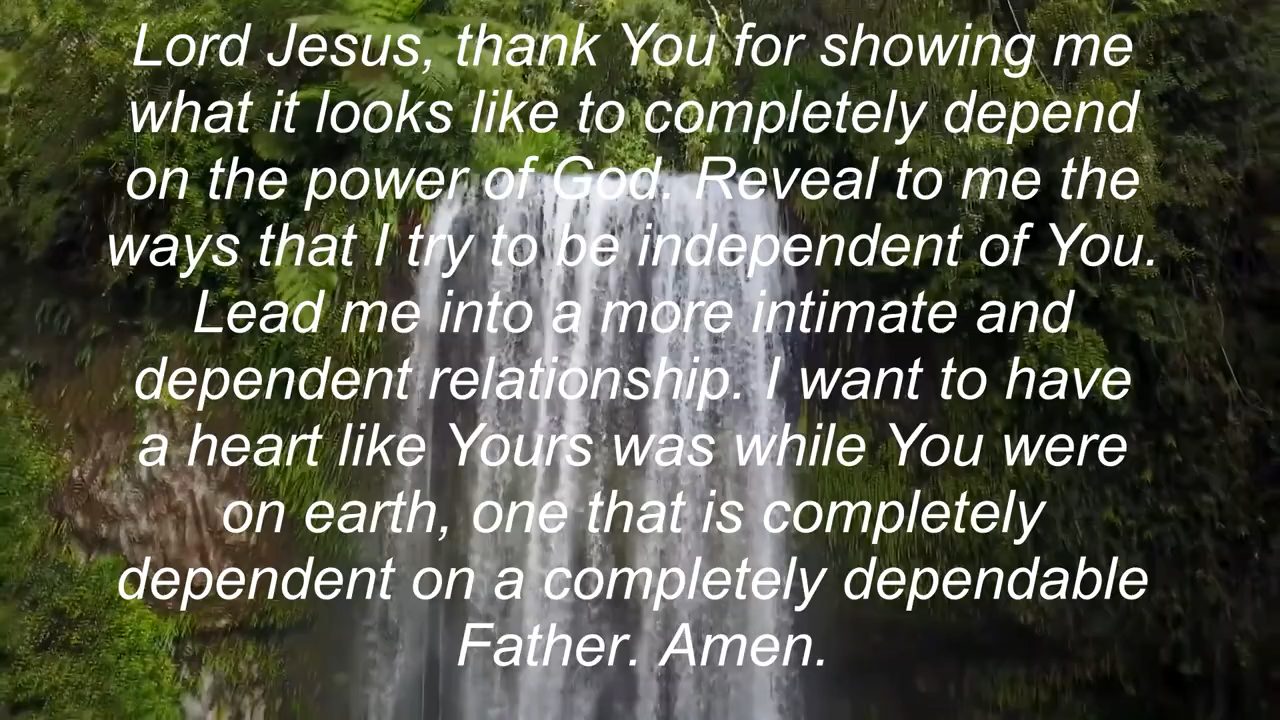 Lord Jesus, thank You for showing me
what it looks like to completely depend
on the power of God. Reveal to me the
ways that I try to be independent of You.
Lead me into a more intimate and
dependent relationship. I want to have
a heart like Yours was while You were
on earth, one that is completely
dependent on a completely dependable
Father. Amen.